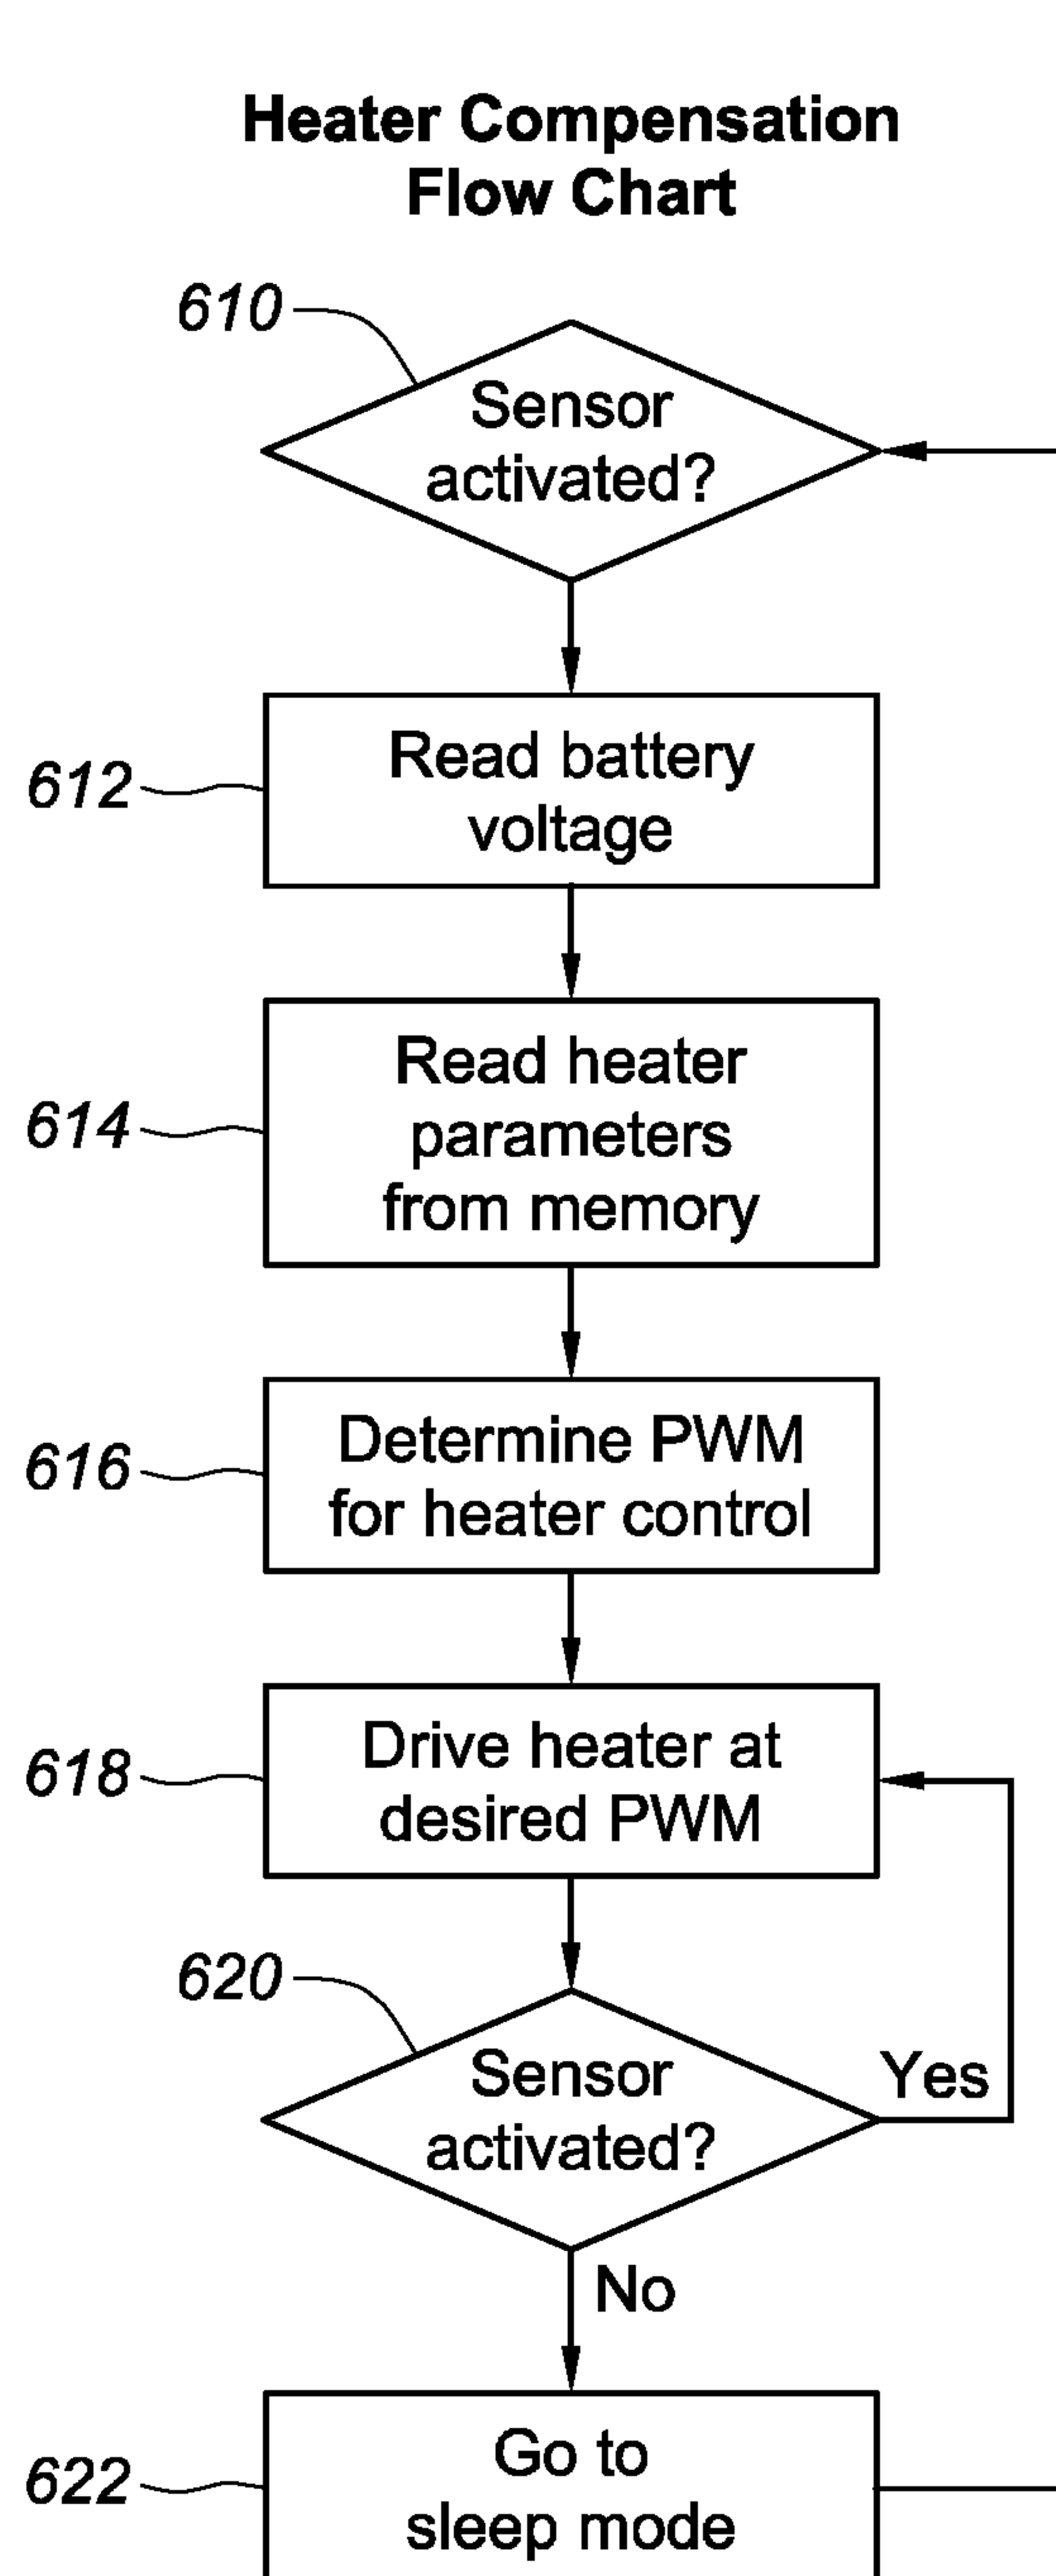 Heater Compensation
Flow Chart
610
Sensor
activated?
612
Read battery
voltage
614
Read heater
parameters
from memory
616
Determine PWM
for heater control
618
Drive heater at
desired PWM
620
Sensor
activated?
Yes
No
622
Go to
sleep mode